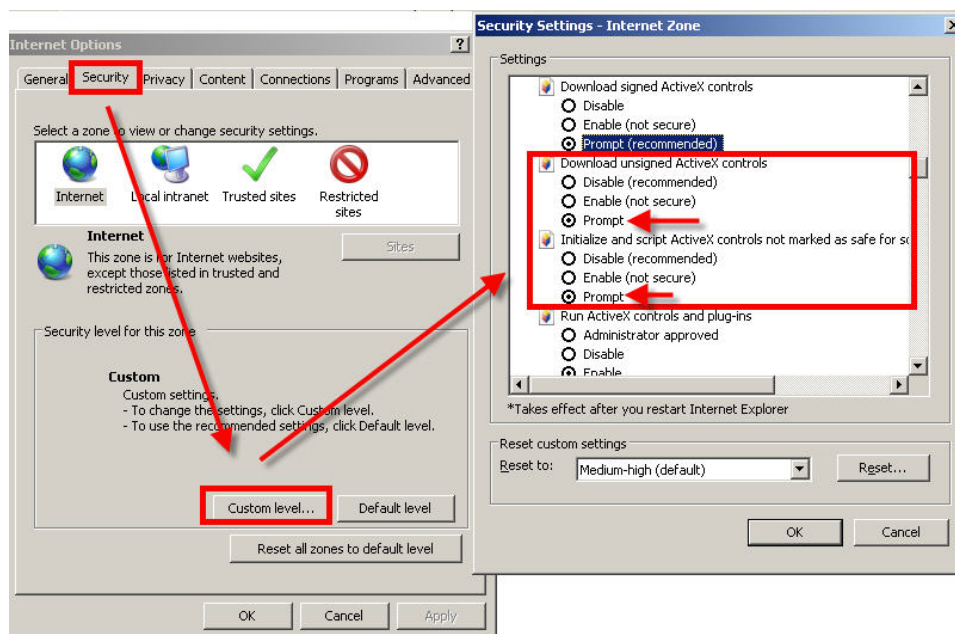 Internet Options
?
General
Security
Privacy
Content
Connections
Programs
Advanced
Select a zone to view or change security settings.
Internet
Local intranet
Trusted sites
Restricted
sites
Internet
This zone is for Internet websites,
except those listed in trusted and
restricted zones.
Sites
Security level for this zone
Custom
Custom settings.
- To change the settings, click Custom level.
- To use the recommended settings, click Default level.
Custom level...
Default level
Reset all zones to default level
OK
Cancel
Apply
Security Settings - Internet Zone
X
Settings
Download signed ActiveX controls
Disable
Enable (not secure)
Prompt (recommended)
Download unsigned ActiveX controls
Disable (recommended)
Enable (not secure)
Prompt
Initialize and script ActiveX controls not marked as safe for sc
Disable (recommended)
Enable (not secure)
Prompt
Run ActiveX controls and plug-ins
Administrator approved
Disable
Enable
*Takes effect after you restart Internet Explorer
Reset custom settings
Reset to:
Medium-high (default)
Reset...
OK
Cancel